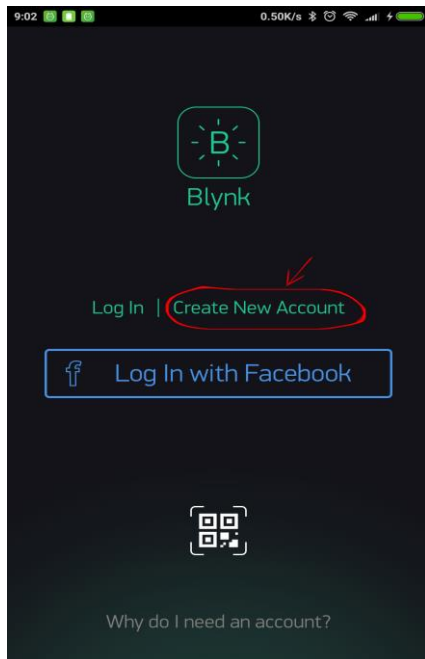 9:02 0.50K/s
B
Blynk
Log In | Create New Account
f Log In with Facebook
Why do I need an account?